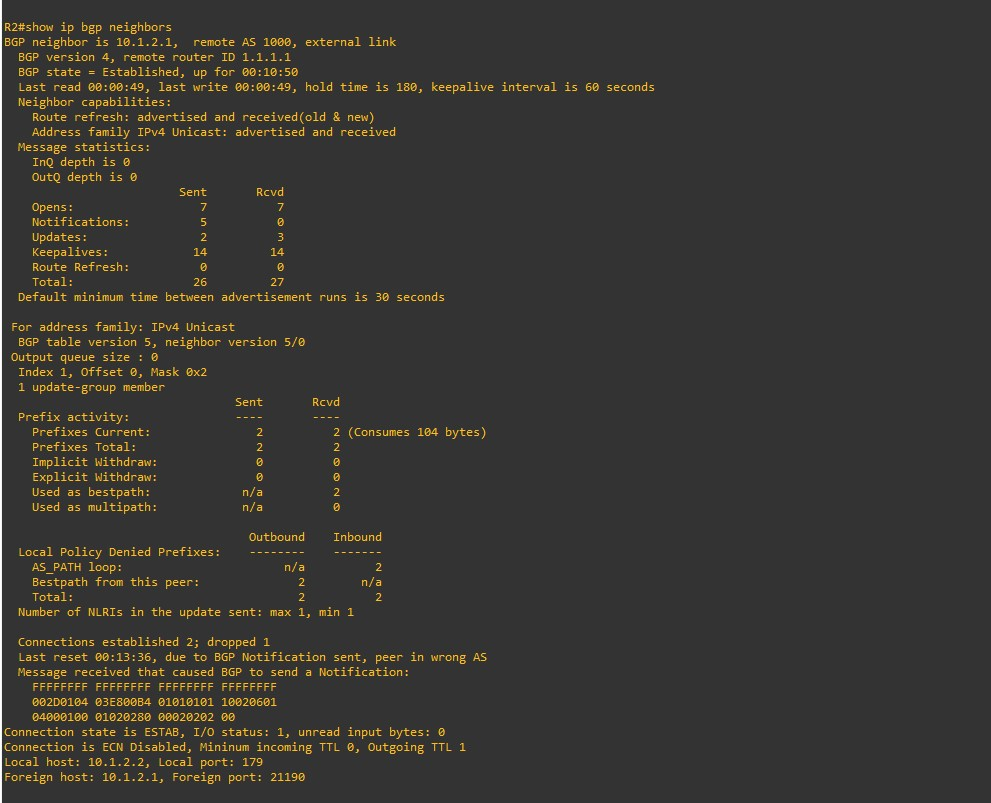 R2#show ip bgp neighbors
BGP neighbor is 10.1.2.1,  remote AS 1000, external link
  BGP version 4, remote router ID 1.1.1.1
  BGP state = Established, up for 00:10:50
  Last read 00:00:49, last write 00:00:49, hold time is 180, keepalive interval is 60 seconds
  Neighbor capabilities:
    Route refresh: advertised and received(old & new)
    Address family IPv4 Unicast: advertised and received
  Message statistics:
    InQ depth is 0
    OutQ depth is 0
                         Sent       Rcvd
    Opens:                  7          7
    Notifications:          5          0
    Updates:                2          3
    Keepalives:            14         14
    Route Refresh:          0          0
    Total:                 26         27
  Default minimum time between advertisement runs is 30 seconds

 For address family: IPv4 Unicast
  BGP table version 5, neighbor version 5/0
 Output queue size : 0
  Index 1, Offset 0, Mask 0x2
  1 update-group member
                                 Sent       Rcvd
  Prefix activity:               ----       ----
    Prefixes Current:               2          2 (Consumes 104 bytes)
    Prefixes Total:                 2          2
    Implicit Withdraw:              0          0
    Explicit Withdraw:              0          0
    Used as bestpath:             n/a          2
    Used as multipath:            n/a          0

                                   Outbound    Inbound
  Local Policy Denied Prefixes:    --------    -------
    AS_PATH loop:                       n/a          2
    Bestpath from this peer:              2        n/a
    Total:                                2          2
  Number of NLRIs in the update sent: max 1, min 1

  Connections established 2; dropped 1
  Last reset 00:13:36, due to BGP Notification sent, peer in wrong AS
  Message received that caused BGP to send a Notification:
    FFFFFFFF FFFFFFFF FFFFFFFF FFFFFFFF
    002D0104 03E800B4 01010101 10020601
    04000100 01020280 00020202 00
Connection state is ESTAB, I/O status: 1, unread input bytes: 0
Connection is ECN Disabled, Mininum incoming TTL 0, Outgoing TTL 1
Local host: 10.1.2.2, Local port: 179
Foreign host: 10.1.2.1, Foreign port: 21190